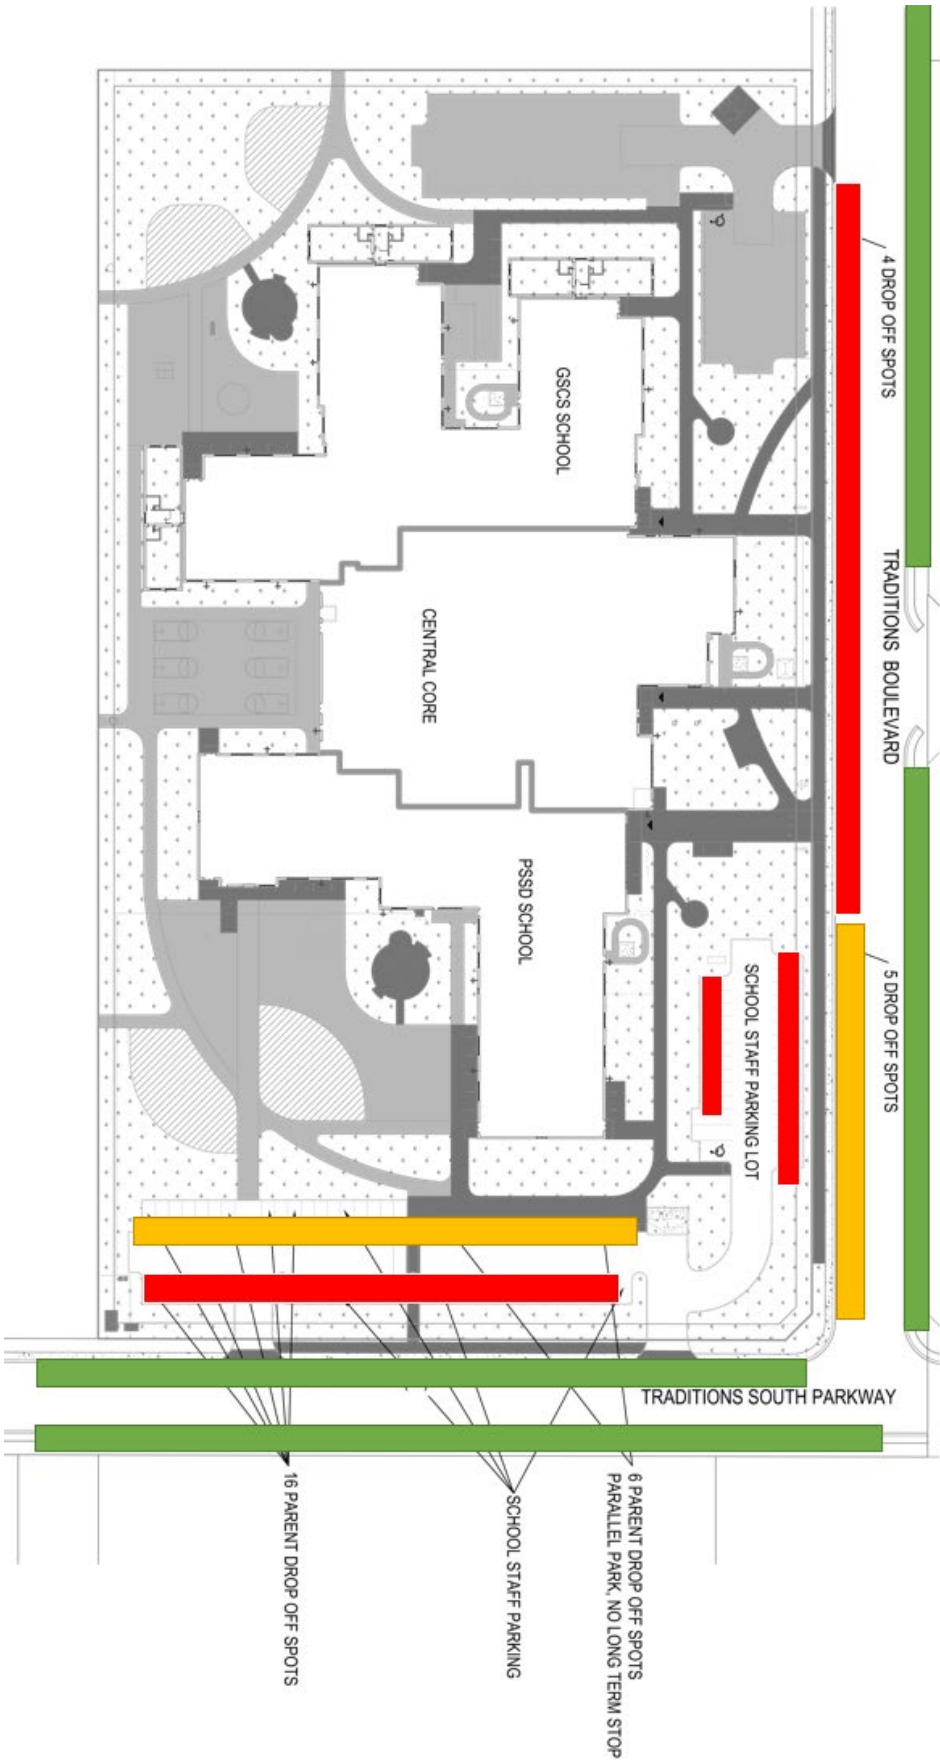 4 DROP OFF SPOTS
GSCS SCHOOL
TRADITIONS BOULEVARD
CENTRAL CORE
PSSD SCHOOL
SCHOOL STAFF PARKING LOT
5 DROP OFF SPOTS
TRADITIONS SOUTH PARKWAY
6 PARENT DROP OFF SPOTS
PARALLEL PARK, NO LONG TERM STOP
SCHOOL STAFF PARKING
16 PARENT DROP OFF SPOTS